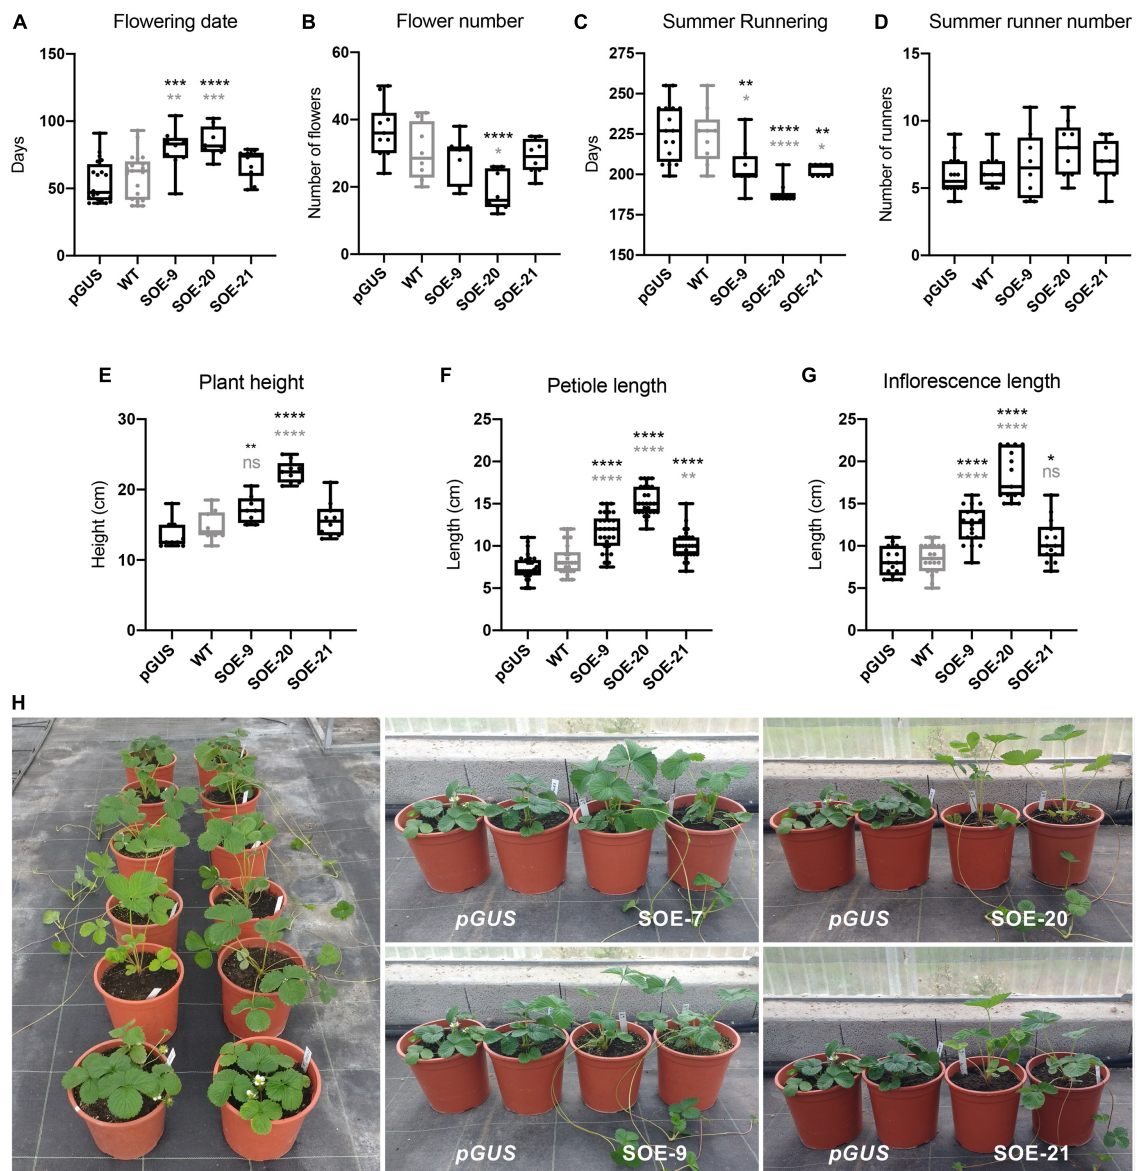 A Flowering date
Days
150
100
50
0
*** ****
** ***
pGUS WT SOE-9 SOE-20 SOE-21
B Flower number
Number of flowers
60
40
20
0
****
*
pGUS WT SOE-9 SOE-20 SOE-21
C Summer Runnering
Days
275
250
225
200
175
150
** **** **
* **** *
pGUS WT SOE-9 SOE-20 SOE-21
D Summer runner number
Number of runners
15
10
5
0
pGUS WT SOE-9 SOE-20 SOE-21
E Plant height
Height (cm)
30
20
10
0
** ****
ns ****
pGUS WT SOE-9 SOE-20 SOE-21
F Petiole length
Length (cm)
25
20
15
10
5
0
**** **** ****
**** **** **
pGUS WT SOE-9 SOE-20 SOE-21
G Inflorescence length
Length (cm)
25
20
15
10
5
0
**** **** *
**** **** ns
pGUS WT SOE-9 SOE-20 SOE-21
H
pGUS SOE-7
pGUS SOE-20
pGUS SOE-9
pGUS SOE-21